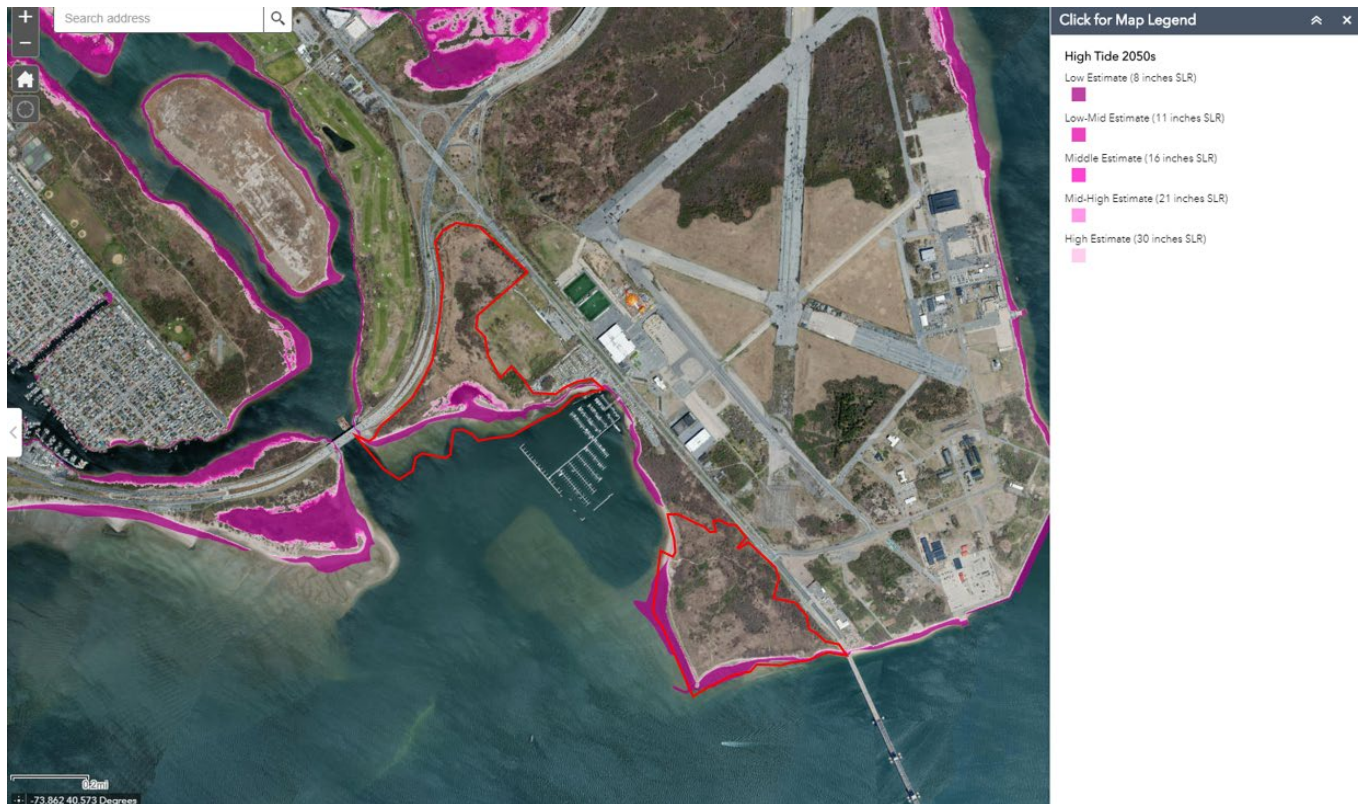 +
Search address
−
Click for Map Legend
High Tide 2050s
Low Estimate (8 inches SLR)
Low-Mid Estimate (11 inches SLR)
Middle Estimate (16 inches SLR)
Mid-High Estimate (21 inches SLR)
High Estimate (30 inches SLR)
0.2mi
-73.862 40.573 Degrees